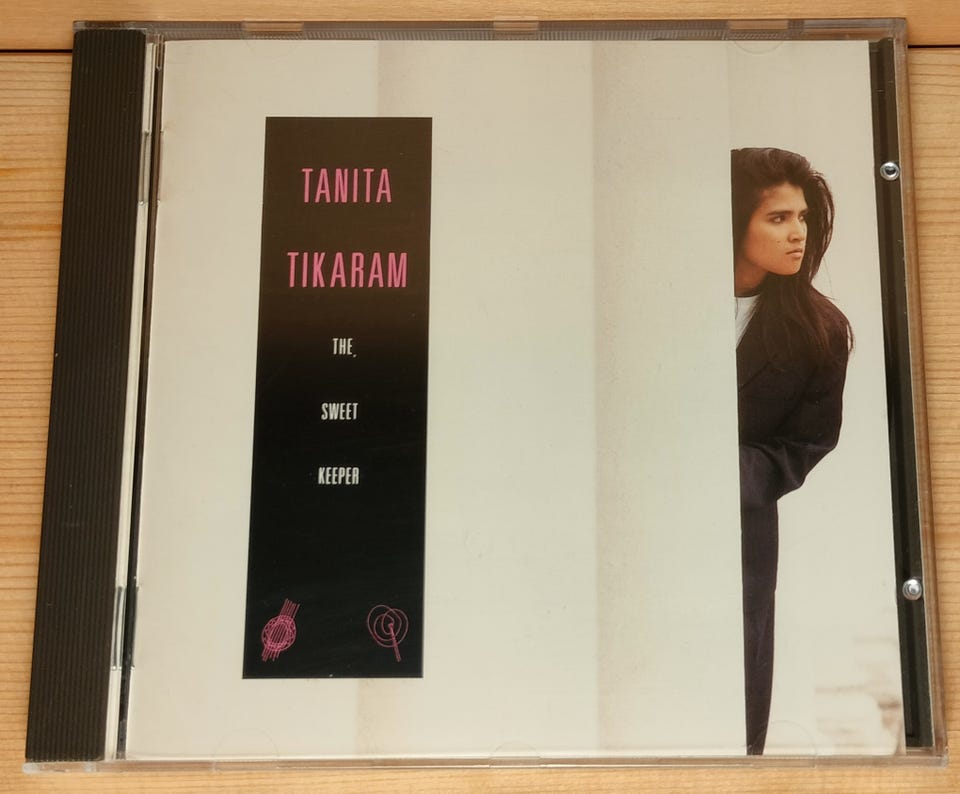 TANITA
TIKARAM
THE
SWEET
KEEPER